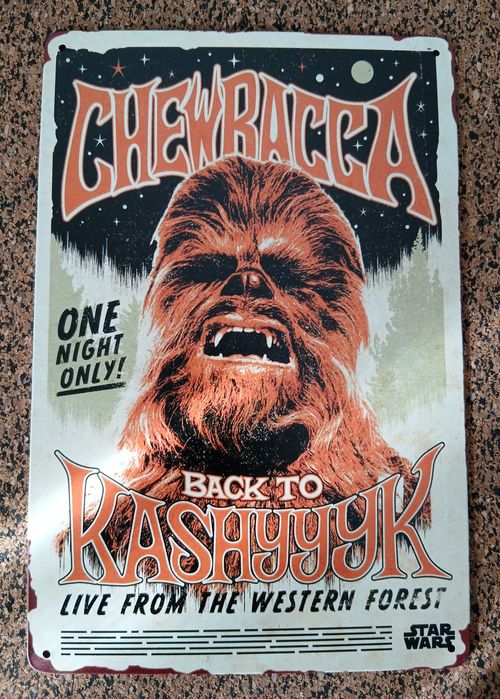 CHEWBACCA
ONE
NIGHT
ONLY!
BACK TO
KASHYYYK
LIVE FROM THE WESTERN FOREST
STAR
WARS